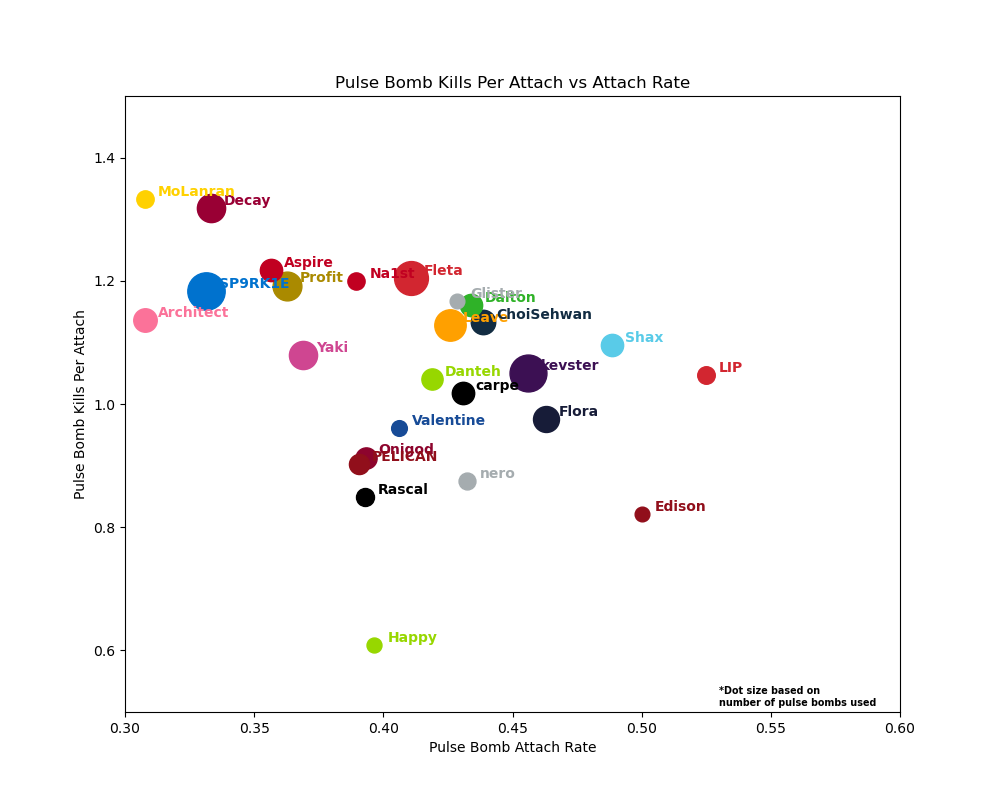 Pulse Bomb Kills Per Attach vs Attach Rate
Pulse Bomb Kills Per Attach
1.4
1.2
1.0
0.8
0.6
MoLanran
Decay
Aspire
Profit
Na1st
Fleta
SP9RK1E
Glister
Dalton
Architect
Leave
ChoiSehwan
Shax
Yaki
kevster
LIP
Danteh
carpe
Flora
Valentine
Onigod
PELICAN
nero
Rascal
Edison
Happy
*Dot size based on
number of pulse bombs used
0.30
0.35
0.40
0.45
0.50
0.55
0.60
Pulse Bomb Attach Rate